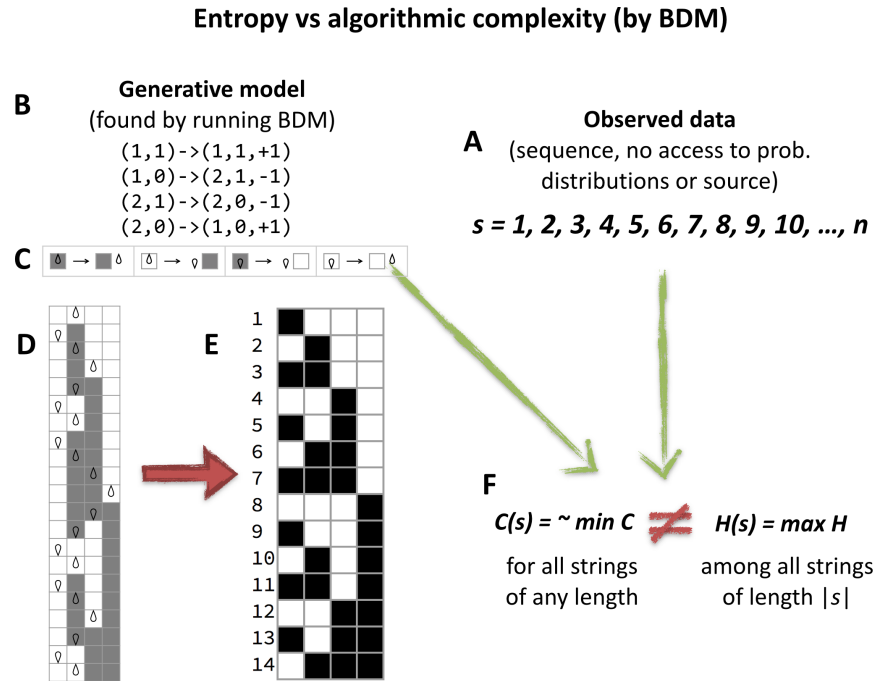 Entropy vs algorithmic complexity (by BDM)
B
Generative model
(found by running BDM)
(1,1)->(1,1,+1)
(1,0)->(2,1,-1)
(2,1)->(2,0,-1)
(2,0)->(1,0,+1)
A
Observed data
(sequence, no access to prob.
distributions or source)
s = 1, 2, 3, 4, 5, 6, 7, 8, 9, 10, ..., n
C
D
E
1
2
3
4
5
6
7
8
9
10
11
12
13
14
F
C(s) = ~ min C ≠ H(s) = max H
for all strings
of any length
among all strings
of length |s|